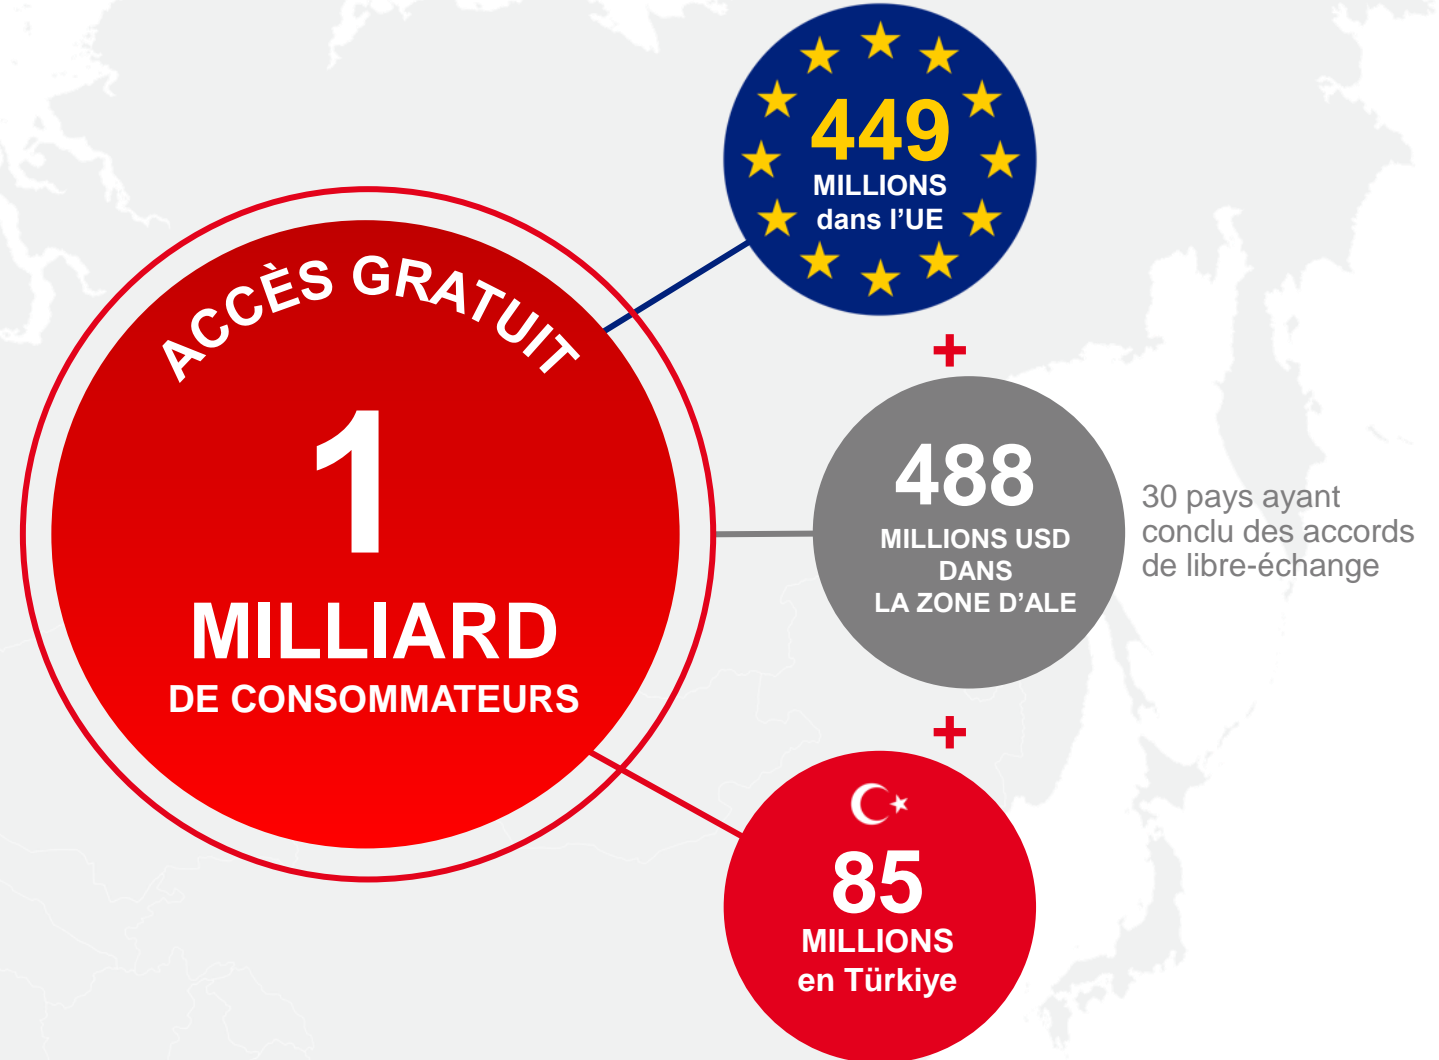 ACCÈS GRATUIT
1
MILLIARD
DE CONSOMMATEURS
449
MILLIONS
dans l’UE
+
488
MILLIONS USD
DANS
LA ZONE D’ALE
30 pays ayant
conclu des accords
de libre-échange
+
85
MILLIONS
en Türkiye